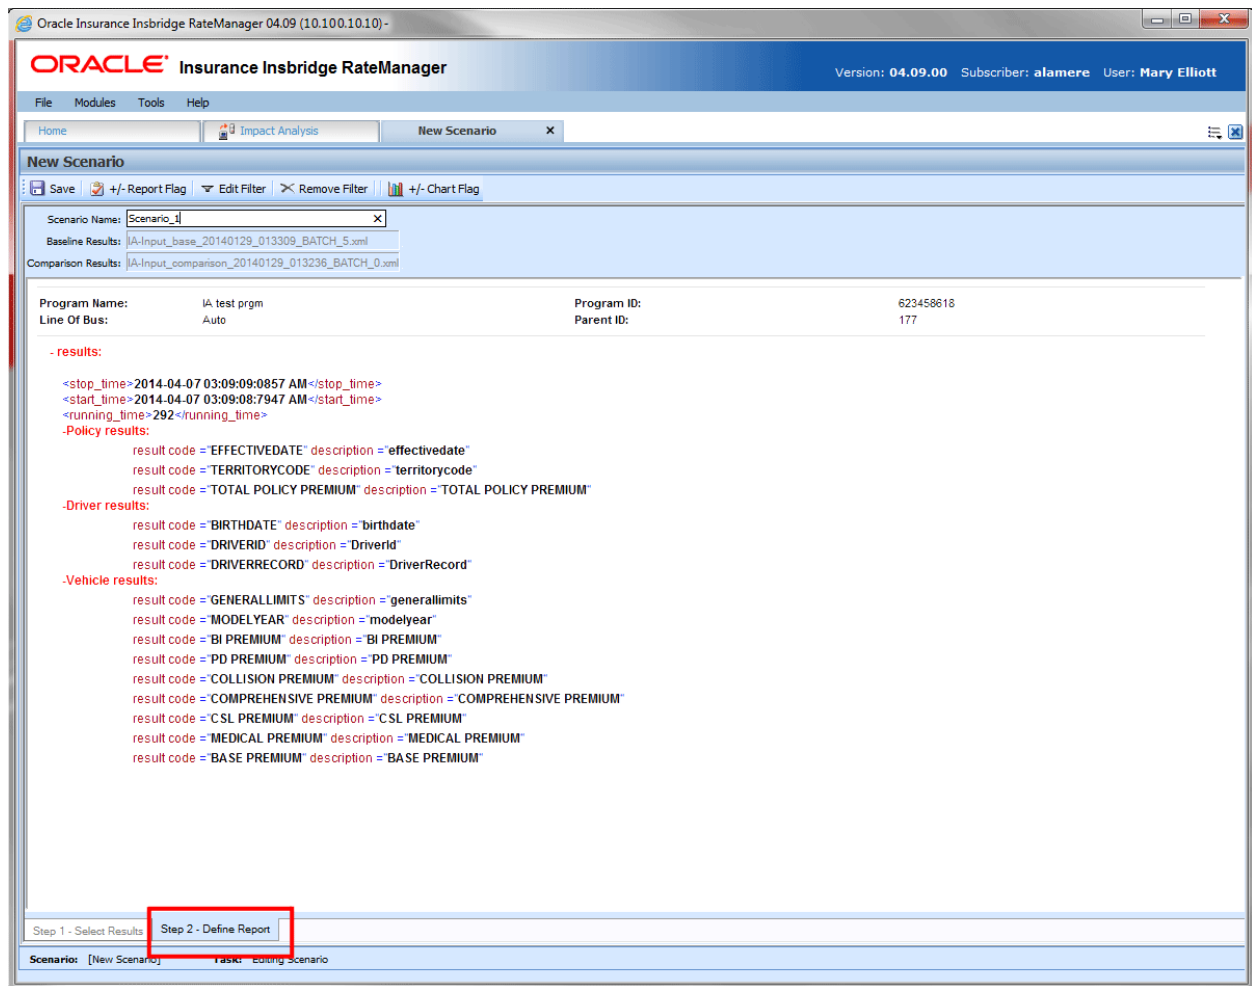 Oracle Insurance Insbridge RateManager 04.09 (10.100.10.10) -
ORACLE Insurance Insbridge RateManager
Version: 04.09.00 Subscriber: alamere User: Mary Elliott
File Modules Tools Help
Home Impact Analysis New Scenario
New Scenario
Save +/- Report Flag Edit Filter Remove Filter +/- Chart Flag
Scenario Name: Scenario_1
Baseline Results: IA-Input_base_20140129_013309_BATCH_5.xml
Comparison Results: IA-Input_comparison_20140129_013236_BATCH_0.xml
Program Name: IA test prgm Program ID: 623458618
Line Of Bus: Auto Parent ID: 177
- results:
<stop_time>2014-04-07 03:09:09:0857 AM</stop_time>
<start_time>2014-04-07 03:09:08:7947 AM</start_time>
<running_time>292</running_time>
-Policy results:
result code ="EFFECTIVEDATE" description ="effectivedate"
result code ="TERRITORYCODE" description ="territorycode"
result code ="TOTAL POLICY PREMIUM" description ="TOTAL POLICY PREMIUM"
-Driver results:
result code ="BIRTHDATE" description ="birthdate"
result code ="DRIVERID" description ="DriverId"
result code ="DRIVERRECORD" description ="DriverRecord"
-Vehicle results:
result code ="GENERALLIMITS" description ="generallimits"
result code ="MODELYEAR" description ="modelyear"
result code ="BI PREMIUM" description ="BI PREMIUM"
result code ="PD PREMIUM" description ="PD PREMIUM"
result code ="COLLISION PREMIUM" description ="COLLISION PREMIUM"
result code ="COMPREHENSIVE PREMIUM" description ="COMPREHENSIVE PREMIUM"
result code ="CSL PREMIUM" description ="CSL PREMIUM"
result code ="MEDICAL PREMIUM" description ="MEDICAL PREMIUM"
result code ="BASE PREMIUM" description ="BASE PREMIUM"
Step 1 - Select Results Step 2 - Define Report
Scenario: [New Scenario] Task: Editing Scenario